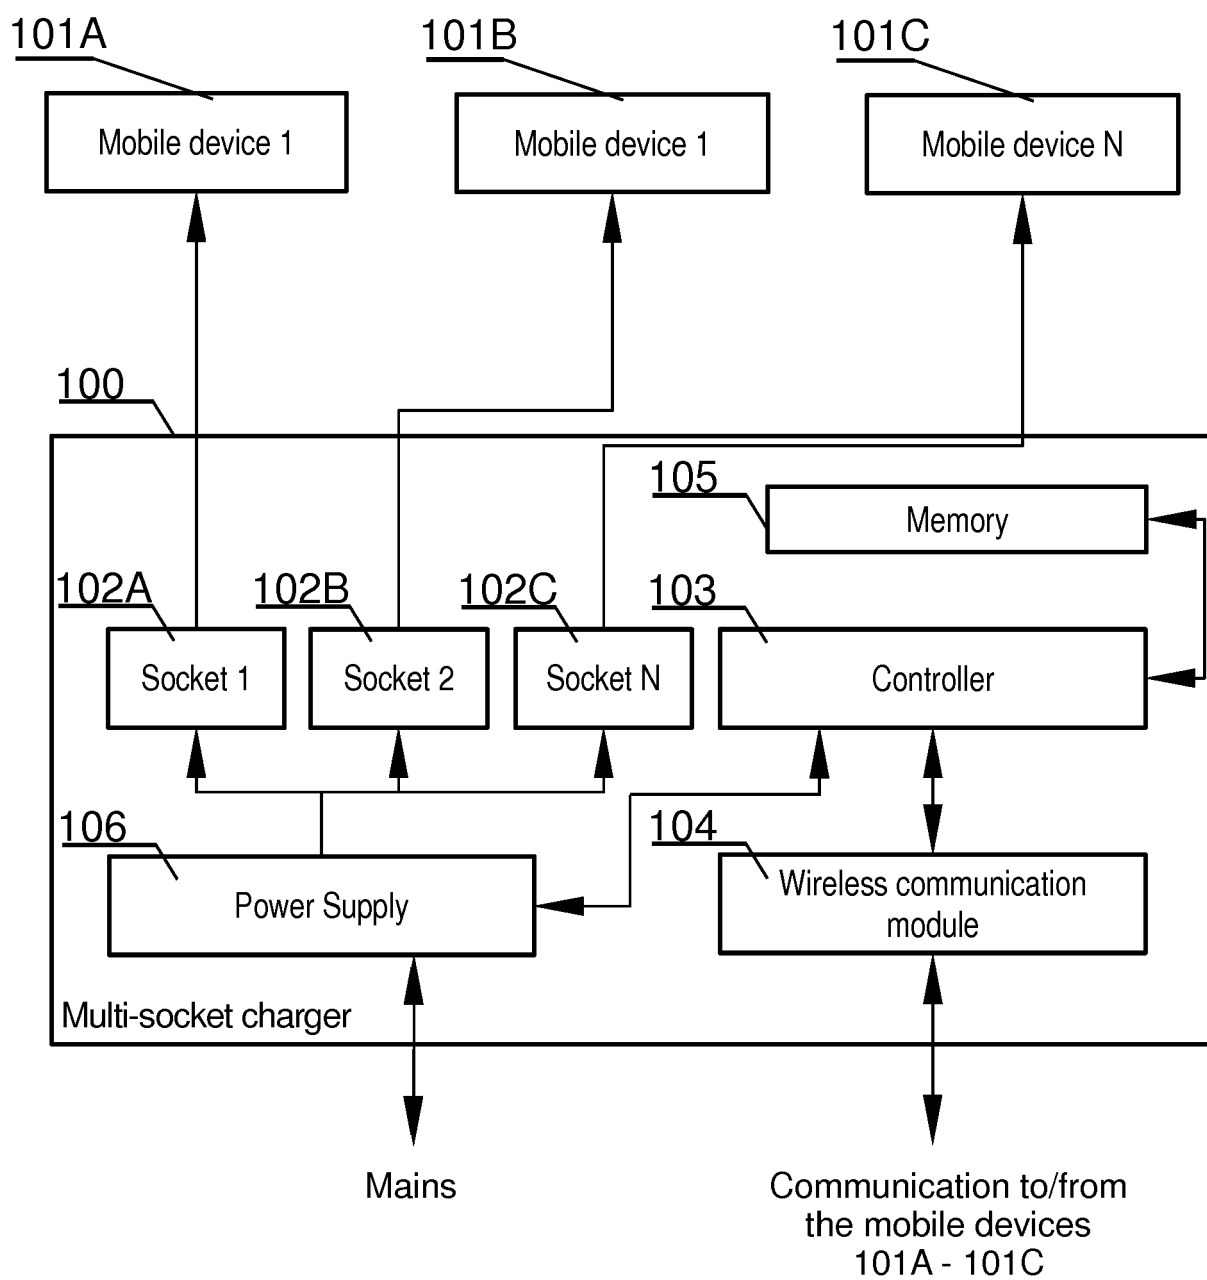 101A
101B
101C
Mobile device 1
Mobile device 1
Mobile device N
100
105
Memory
102A
102B
102C
103
Socket 1
Socket 2
Socket N
Controller
106
104
Power Supply
Wireless communication
module
Multi-socket charger
Mains
Communication to/from
the mobile devices
101A - 101C